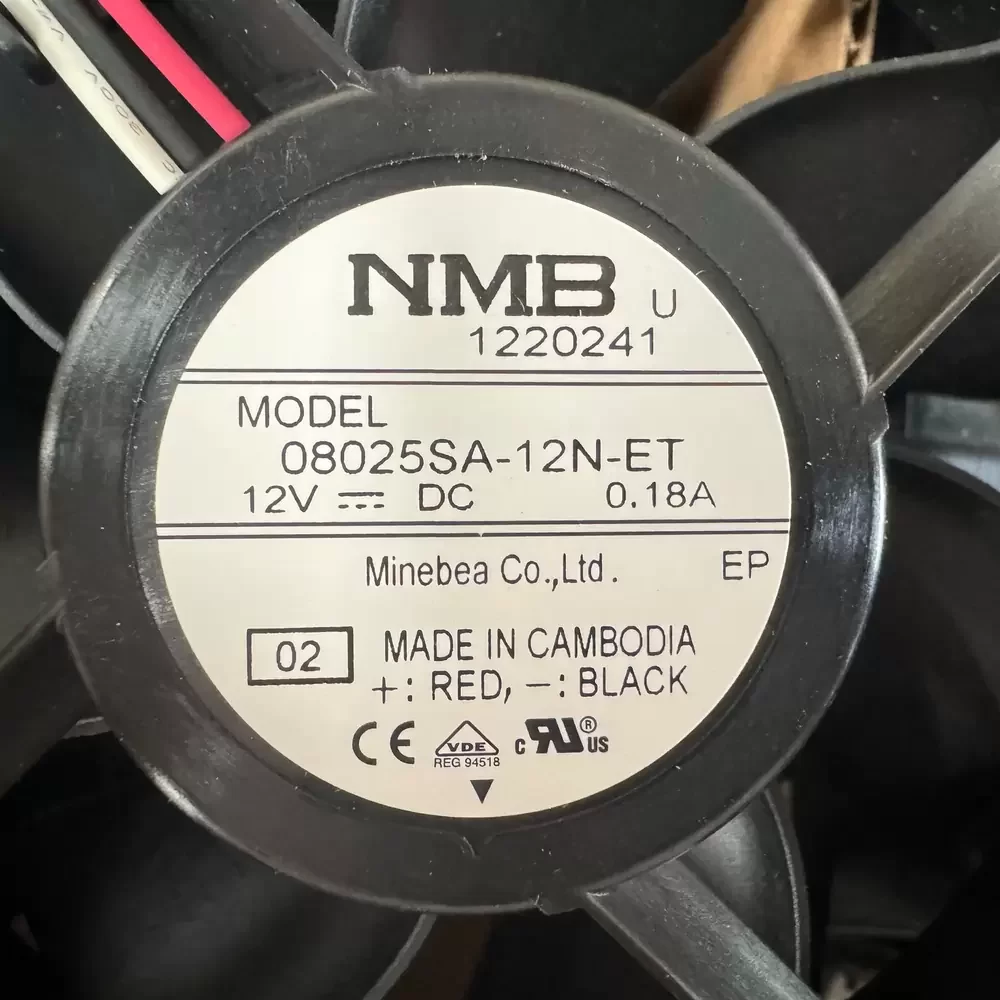 NMB U
1220241
MODEL
08025SA-12N-ET
12V ⎓ DC 0.18A
Minebea Co.,Ltd. EP
02 MADE IN CAMBODIA
+: RED, −: BLACK
CE VDE c RU ® US
REG 94518